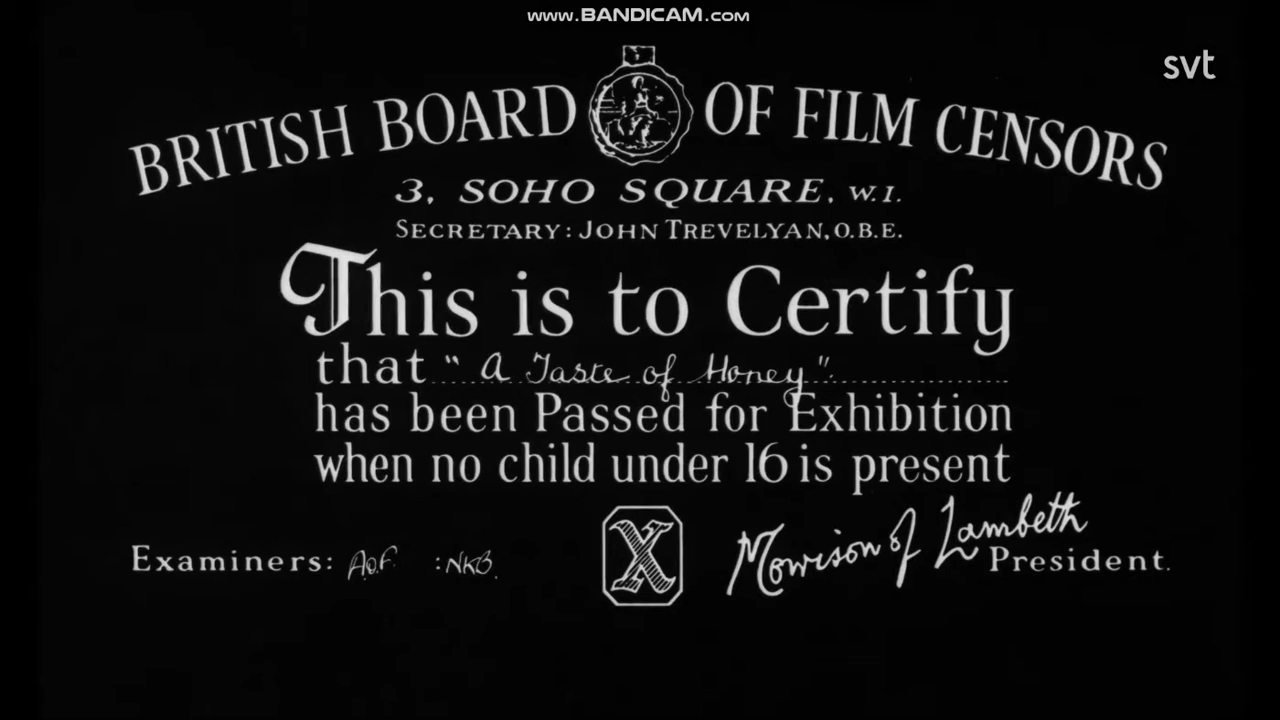 www.BANDICAM.com
svt
BRITISH BOARD OF FILM CENSORS
3, SOHO SQUARE, W.I.
SECRETARY: JOHN TREVELYAN, O.B.E.
This is to Certify
that "A Taste of Honey"
has been Passed for Exhibition
when no child under 16 is present
Examiners: A.O.F. : NKB. X Morrison of Lambeth
President.